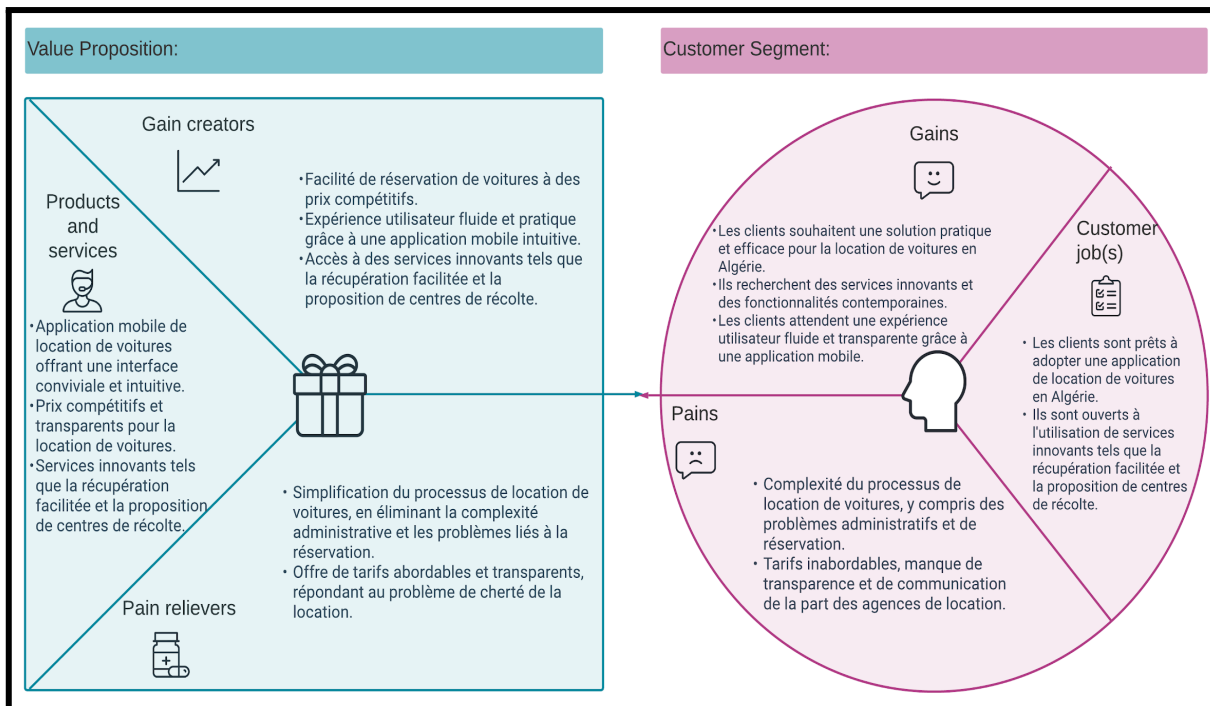 Value Proposition:
Gain creators
•Facilité de réservation de voitures à des
prix compétitifs.
•Expérience utilisateur fluide et pratique
grâce à une application mobile intuitive.
•Accès à des services innovants tels que
la récupération facilitée et la
proposition de centres de récolte.
Products
and
services
•Application mobile de
location de voitures
offrant une interface
conviviale et intuitive.
•Prix compétitifs et
transparents pour la
location de voitures.
•Services innovants tels
que la récupération
facilitée et la proposition
de centres de récolte.
• Simplification du processus de location de
voitures, en éliminant la complexité
administrative et les problèmes liés à la
réservation.
• Offre de tarifs abordables et transparents,
répondant au problème de cherté de la
location.
Pain relievers
Customer Segment:
Gains
•Les clients souhaitent une solution pratique
et efficace pour la location de voitures en
Algérie.
•Ils recherchent des services innovants et
des fonctionnalités contemporaines.
•Les clients attendent une expérience
utilisateur fluide et transparente grâce à
une application mobile.
Customer
job(s)
• Les clients sont prêts à
adopter une application
de location de voitures
en Algérie.
• Ils sont ouverts à
l'utilisation de services
innovants tels que la
récupération facilitée et
la proposition de centres
de récolte.
Pains
• Complexité du processus de
location de voitures, y compris des
problèmes administratifs et de
réservation.
• Tarifs inabordables, manque de
transparence et de communication
de la part des agences de location.